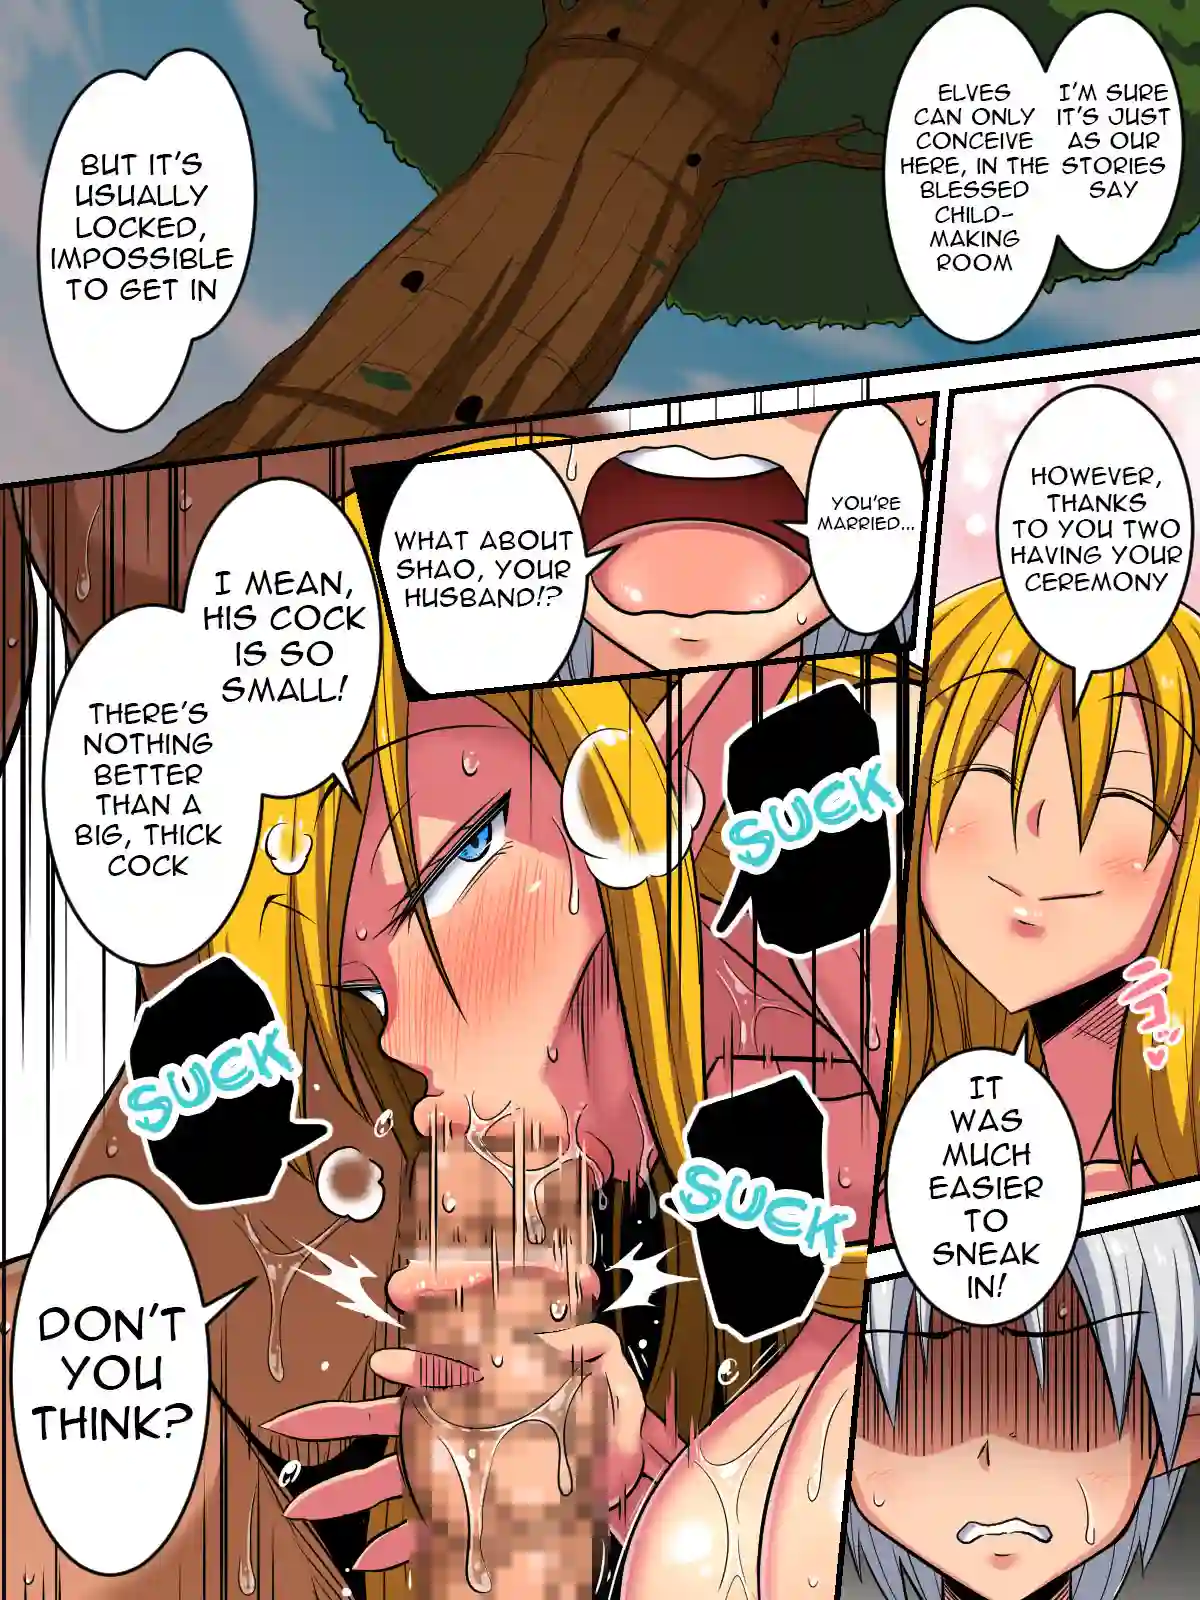 I'M SURE
IT'S JUST
AS OUR
STORIES
SAY
ELVES
CAN ONLY
CONCEIVE
HERE, IN THE
BLESSED
CHILD-
MAKING
ROOM
BUT IT'S
USUALLY
LOCKED,
IMPOSSIBLE
TO GET IN
HOWEVER,
THANKS
TO YOU TWO
HAVING YOUR
CEREMONY
IT
WAS
MUCH
EASIER
TO
SNEAK
IN!
YOU'RE
MARRIED...
WHAT ABOUT
SHAO, YOUR
HUSBAND!?
I MEAN,
HIS COCK
IS SO
SMALL!
THERE'S
NOTHING
BETTER
THAN A
BIG, THICK
COCK
SUCK
SUCK
SUCK
DON'T
YOU
THINK?